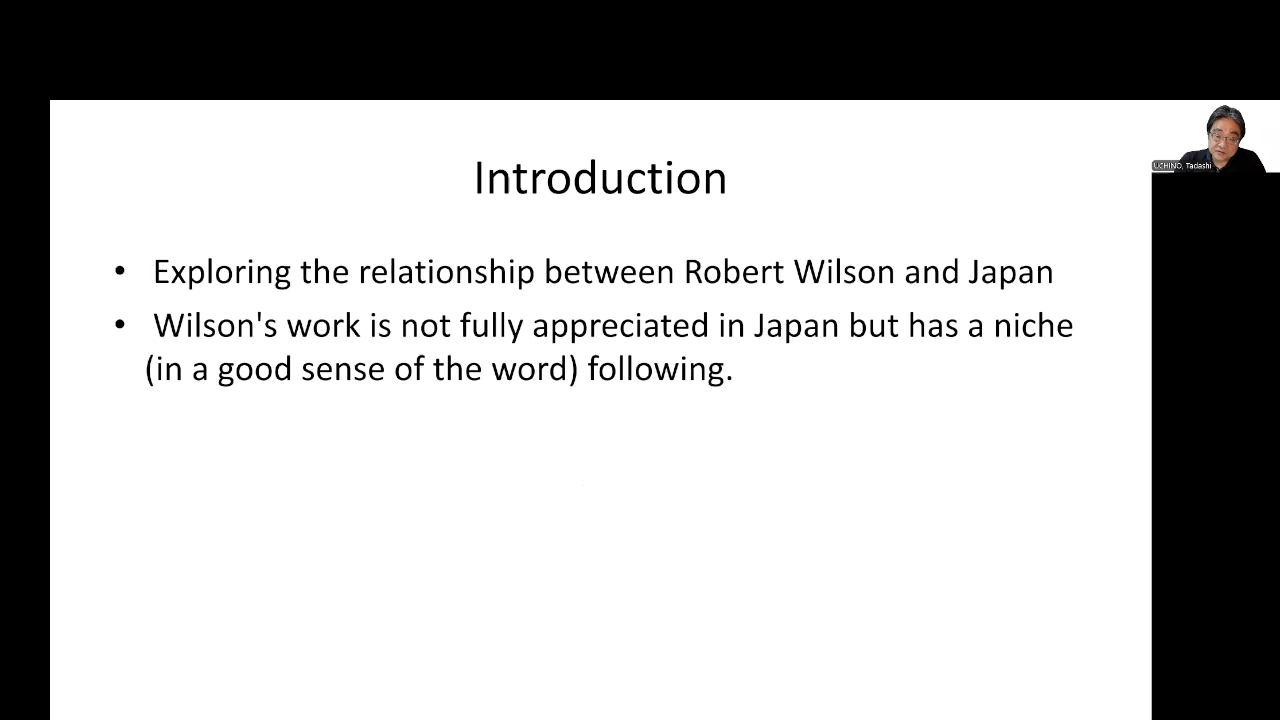 Introduction
• Exploring the relationship between Robert Wilson and Japan
• Wilson's work is not fully appreciated in Japan but has a niche
(in a good sense of the word) following.
UCHINO, Tadashi